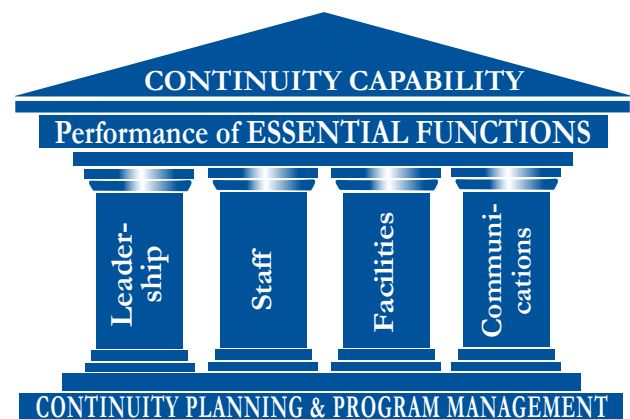 CONTINUITY CAPABILITY
Performance of ESSENTIAL FUNCTIONS
Leader-
ship
Staff
Facilities
Communi-
cations
CONTINUITY PLANNING & PROGRAM MANAGEMENT